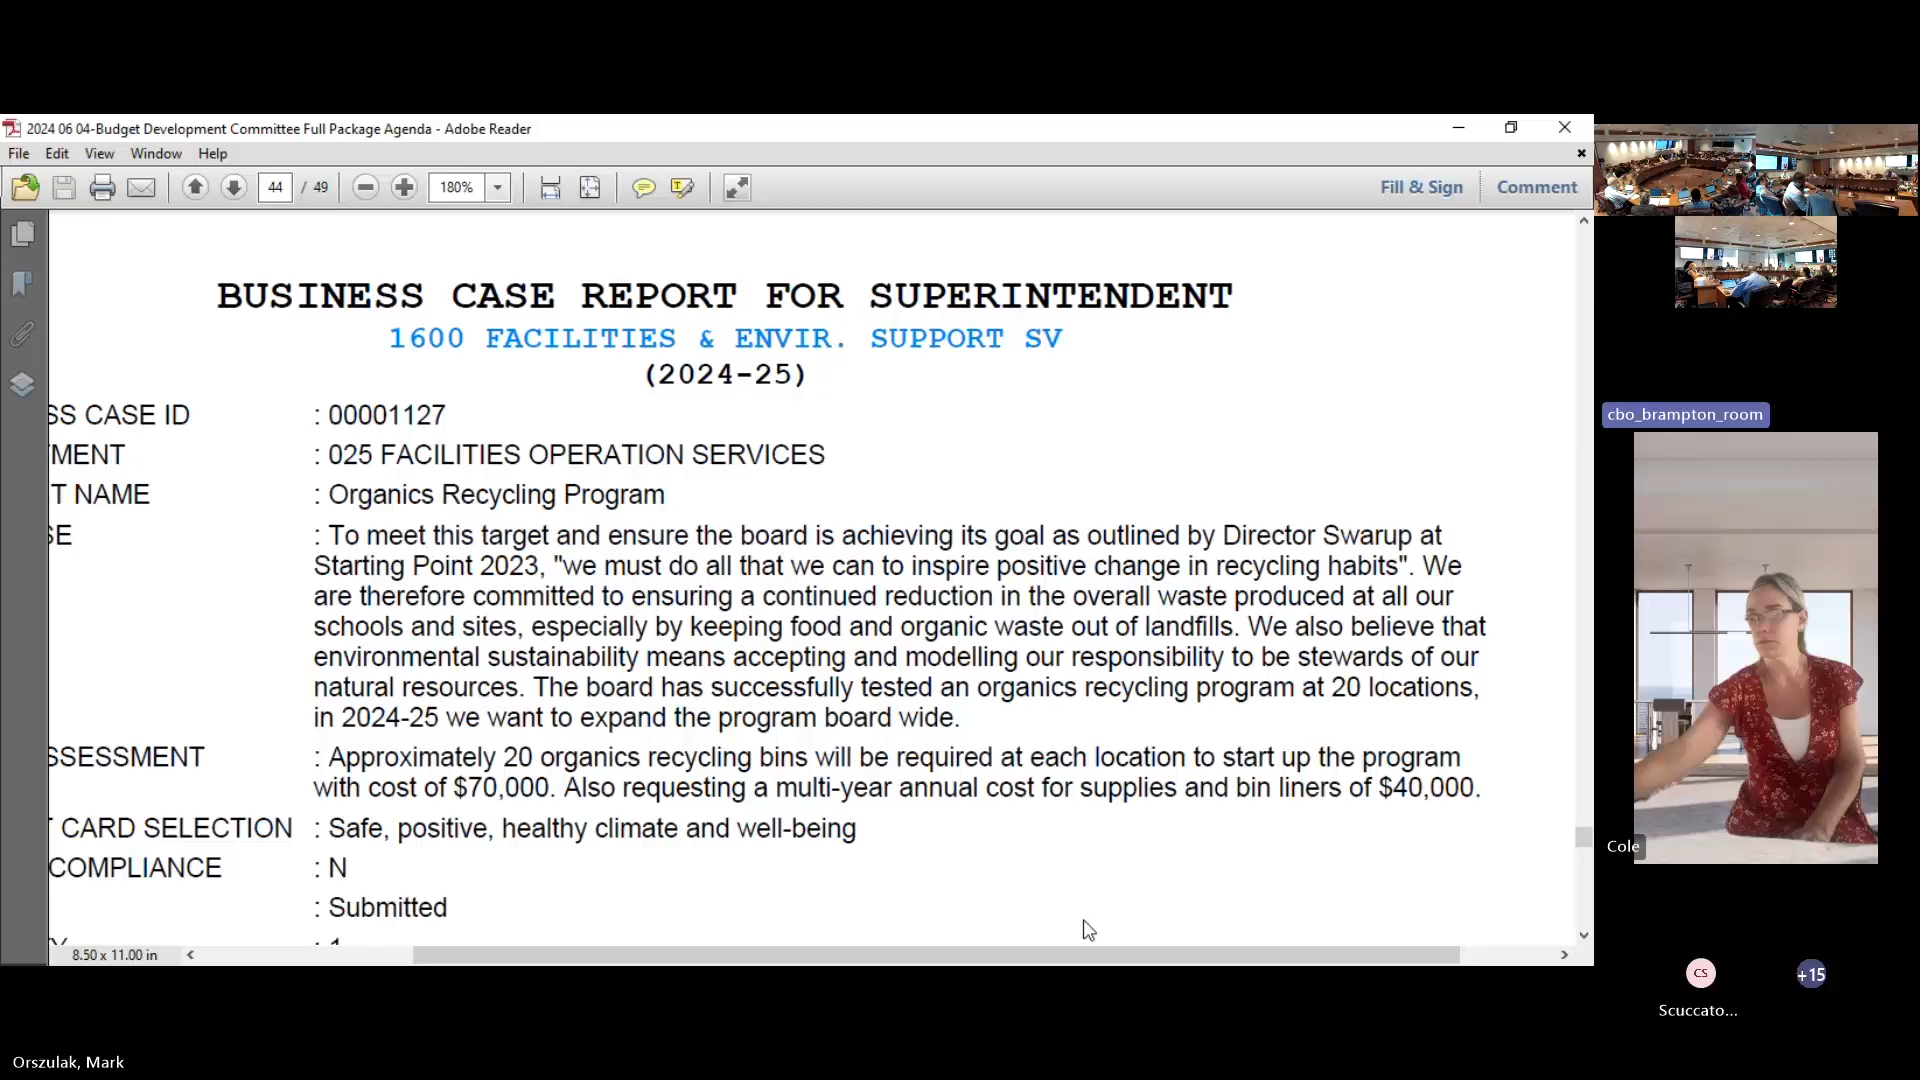 2024 06 04-Budget Development Committee Full Package Agenda - Adobe Reader
File Edit View Window Help
44 / 49 180% Fill & Sign Comment
BUSINESS CASE REPORT FOR SUPERINTENDENT
1600 FACILITIES & ENVIR. SUPPORT SV
(2024-25)
SS CASE ID : 00001127
MENT : 025 FACILITIES OPERATION SERVICES
T NAME : Organics Recycling Program
SE : To meet this target and ensure the board is achieving its goal as outlined by Director Swarup at
Starting Point 2023, "we must do all that we can to inspire positive change in recycling habits". We
are therefore committed to ensuring a continued reduction in the overall waste produced at all our
schools and sites, especially by keeping food and organic waste out of landfills. We also believe that
environmental sustainability means accepting and modelling our responsibility to be stewards of our
natural resources. The board has successfully tested an organics recycling program at 20 locations,
in 2024-25 we want to expand the program board wide.
SSESSMENT : Approximately 20 organics recycling bins will be required at each location to start up the program
with cost of $70,000. Also requesting a multi-year annual cost for supplies and bin liners of $40,000.
T CARD SELECTION : Safe, positive, healthy climate and well-being
COMPLIANCE : N
: Submitted
: 1
8.50 x 11.00 in
cbo_brampton_room
Cole
CS
+15
Scuccato...
Orszulak, Mark